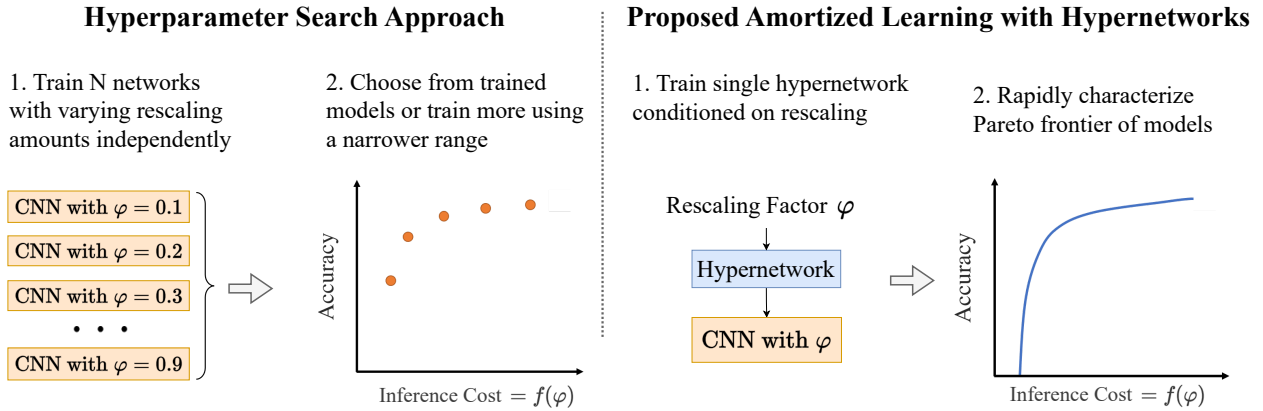 Hyperparameter Search Approach
1. Train N networks
with varying rescaling
amounts independently
2. Choose from trained
models or train more using
a narrower range
CNN with φ = 0.1
CNN with φ = 0.2
CNN with φ = 0.3
• • •
CNN with φ = 0.9
Accuracy
Inference Cost = f(φ)
Proposed Amortized Learning with Hypernetworks
1. Train single hypernetwork
conditioned on rescaling
2. Rapidly characterize
Pareto frontier of models
Rescaling Factor φ
Hypernetwork
CNN with φ
Accuracy
Inference Cost = f(φ)